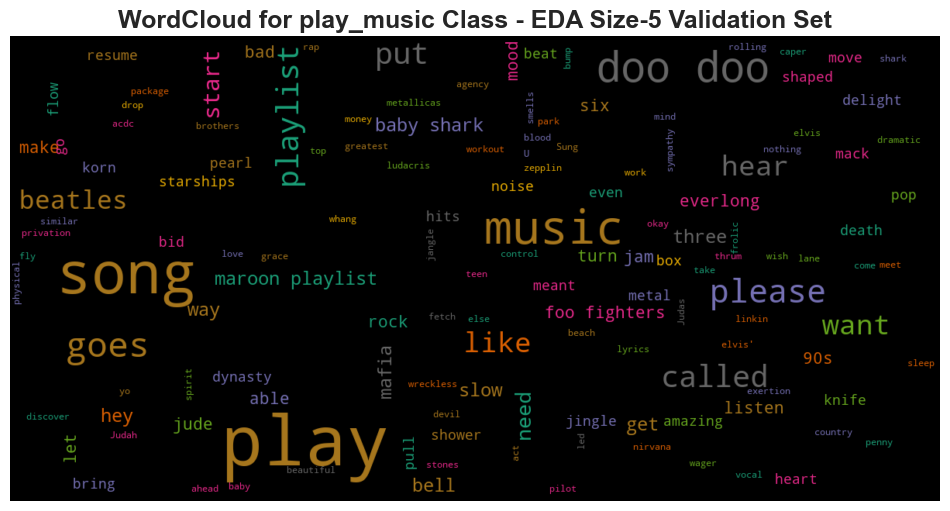 WordCloud for play_music Class - EDA Size-5 Validation Set
resume
bad
rap
put
mood
beat
bump
doo doo
rolling
caper
move
shark
shaped
flow
package
drop
start
playlist
metallicas
agency
smells
six
delight
acdc
brothers
money
baby shark
park
mind
elvis
dramatic
make
go
korn
pearl
top
greatest
ludacris
workout
blood
U
Sung
sympathy
nothing
mack
hear
starships
zepplin
work
noise
even
pop
beatles
everlong
similar
privation
whang
hits
music
okay
three
frolic
death
bid
jangle
fly
physical
love
grace
control
turn
jam
box
thrum
wish
lane
come
meet
song
maroon playlist
teen
meant
take
metal
please
way
foo fighters
Judas
rock
fetch
else
linkin
want
goes
beach
like
lyrics
elvis'
90s
sleep
mafia
dynasty
wreckless
slow
called
exertion
spirit
yo
able
knife
discover
hey
jude
play
devil
need
jingle
get
amazing
listen
Judah
let
shower
led
country
penny
pull
act
nirvana
beautiful
stones
wager
vocal
heart
bring
ahead
baby
bell
pilot